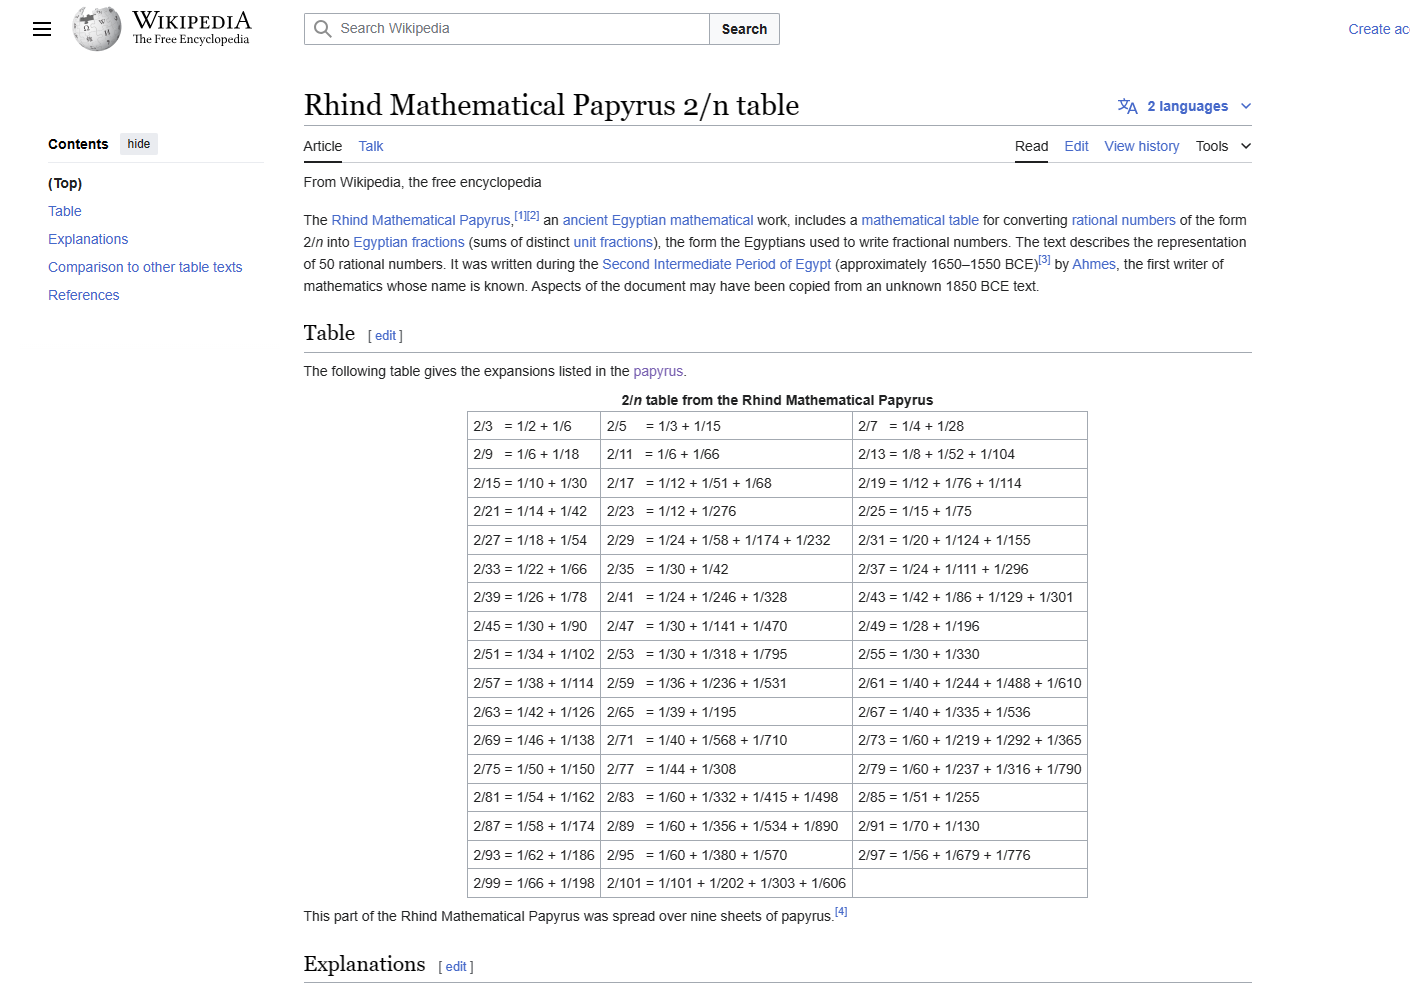 WIKIPEDIA
The Free Encyclopedia
Search Wikipedia
Search
Create ac
Contents hide
(Top)
Table
Explanations
Comparison to other table texts
References
Rhind Mathematical Papyrus 2/n table
2 languages
Article Talk Read Edit View history Tools
From Wikipedia, the free encyclopedia
The Rhind Mathematical Papyrus,[1][2] an ancient Egyptian mathematical work, includes a mathematical table for converting rational numbers of the form
2/n into Egyptian fractions (sums of distinct unit fractions), the form the Egyptians used to write fractional numbers. The text describes the representation
of 50 rational numbers. It was written during the Second Intermediate Period of Egypt (approximately 1650–1550 BCE)[3] by Ahmes, the first writer of
mathematics whose name is known. Aspects of the document may have been copied from an unknown 1850 BCE text.
Table [ edit ]
The following table gives the expansions listed in the papyrus.
2/n table from the Rhind Mathematical Papyrus
2/3 = 1/2 + 1/6 2/5 = 1/3 + 1/15 2/7 = 1/4 + 1/28
2/9 = 1/6 + 1/18 2/11 = 1/6 + 1/66 2/13 = 1/8 + 1/52 + 1/104
2/15 = 1/10 + 1/30 2/17 = 1/12 + 1/51 + 1/68 2/19 = 1/12 + 1/76 + 1/114
2/21 = 1/14 + 1/42 2/23 = 1/12 + 1/276 2/25 = 1/15 + 1/75
2/27 = 1/18 + 1/54 2/29 = 1/24 + 1/58 + 1/174 + 1/232 2/31 = 1/20 + 1/124 + 1/155
2/33 = 1/22 + 1/66 2/35 = 1/30 + 1/42 2/37 = 1/24 + 1/111 + 1/296
2/39 = 1/26 + 1/78 2/41 = 1/24 + 1/246 + 1/328 2/43 = 1/42 + 1/86 + 1/129 + 1/301
2/45 = 1/30 + 1/90 2/47 = 1/30 + 1/141 + 1/470 2/49 = 1/28 + 1/196
2/51 = 1/34 + 1/102 2/53 = 1/30 + 1/318 + 1/795 2/55 = 1/30 + 1/330
2/57 = 1/38 + 1/114 2/59 = 1/36 + 1/236 + 1/531 2/61 = 1/40 + 1/244 + 1/488 + 1/610
2/63 = 1/42 + 1/126 2/65 = 1/39 + 1/195 2/67 = 1/40 + 1/335 + 1/536
2/69 = 1/46 + 1/138 2/71 = 1/40 + 1/568 + 1/710 2/73 = 1/60 + 1/219 + 1/292 + 1/365
2/75 = 1/50 + 1/150 2/77 = 1/44 + 1/308 2/79 = 1/60 + 1/237 + 1/316 + 1/790
2/81 = 1/54 + 1/162 2/83 = 1/60 + 1/332 + 1/415 + 1/498 2/85 = 1/51 + 1/255
2/87 = 1/58 + 1/174 2/89 = 1/60 + 1/356 + 1/534 + 1/890 2/91 = 1/70 + 1/130
2/93 = 1/62 + 1/186 2/95 = 1/60 + 1/380 + 1/570 2/97 = 1/56 + 1/679 + 1/776
2/99 = 1/66 + 1/198 2/101 = 1/101 + 1/202 + 1/303 + 1/606
This part of the Rhind Mathematical Papyrus was spread over nine sheets of papyrus.[4]
Explanations [ edit ]